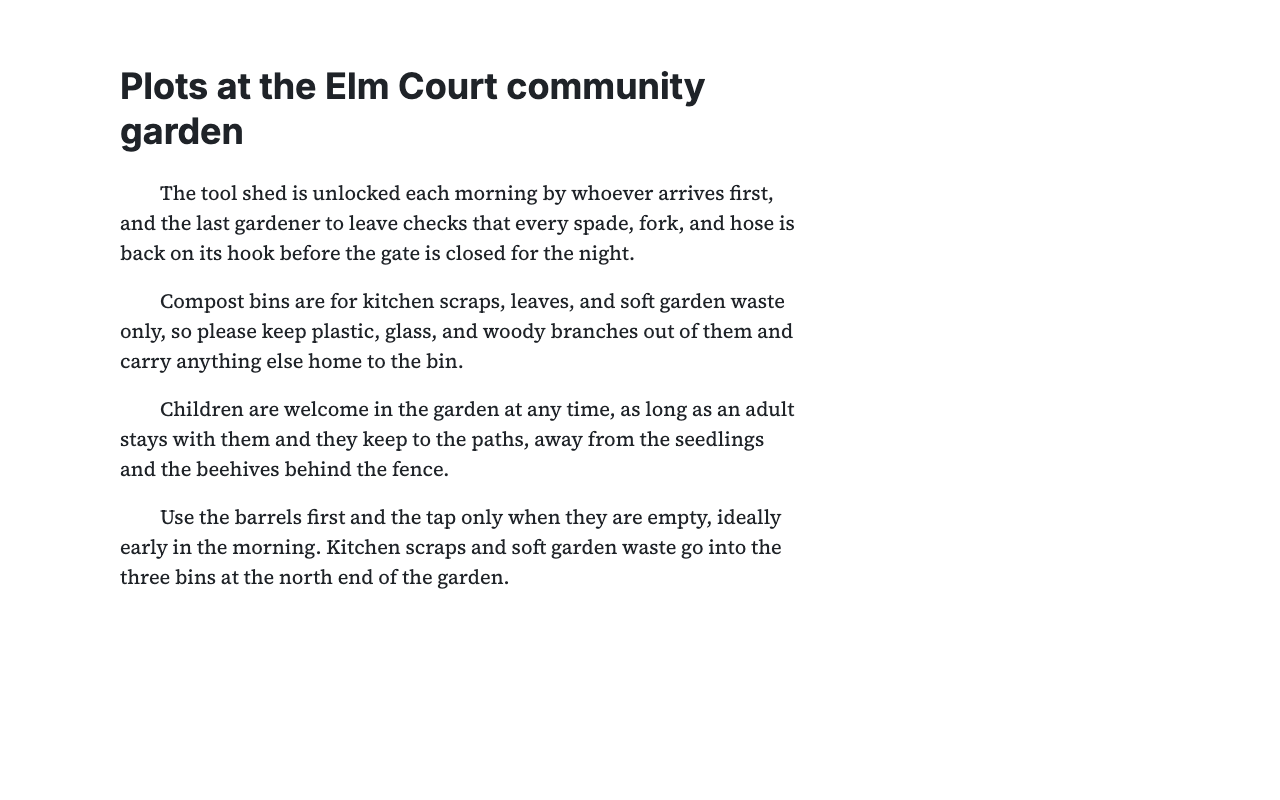 Plots at the Elm Court community
garden
The tool shed is unlocked each morning by whoever arrives first,
and the last gardener to leave checks that every spade, fork, and hose is
back on its hook before the gate is closed for the night.
Compost bins are for kitchen scraps, leaves, and soft garden waste
only, so please keep plastic, glass, and woody branches out of them and
carry anything else home to the bin.
Children are welcome in the garden at any time, as long as an adult
stays with them and they keep to the paths, away from the seedlings
and the beehives behind the fence.
Use the barrels first and the tap only when they are empty, ideally
early in the morning. Kitchen scraps and soft garden waste go into the
three bins at the north end of the garden.